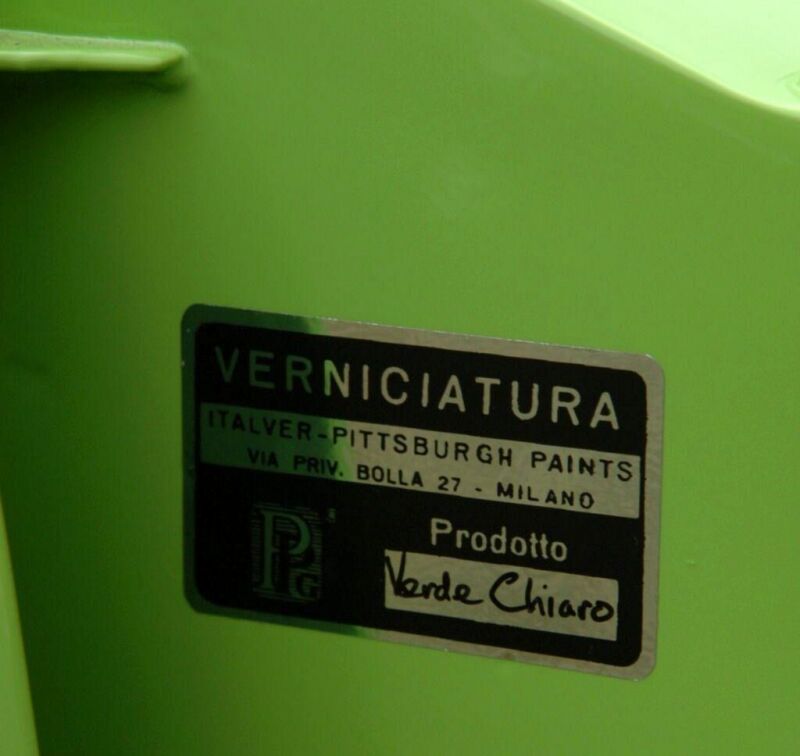 VERNICIATURA
ITALVER-PITTSBURGH PAINTS
VIA PRIV. BOLLA 27 - MILANO
PPG
Prodotto
Verde Chiaro